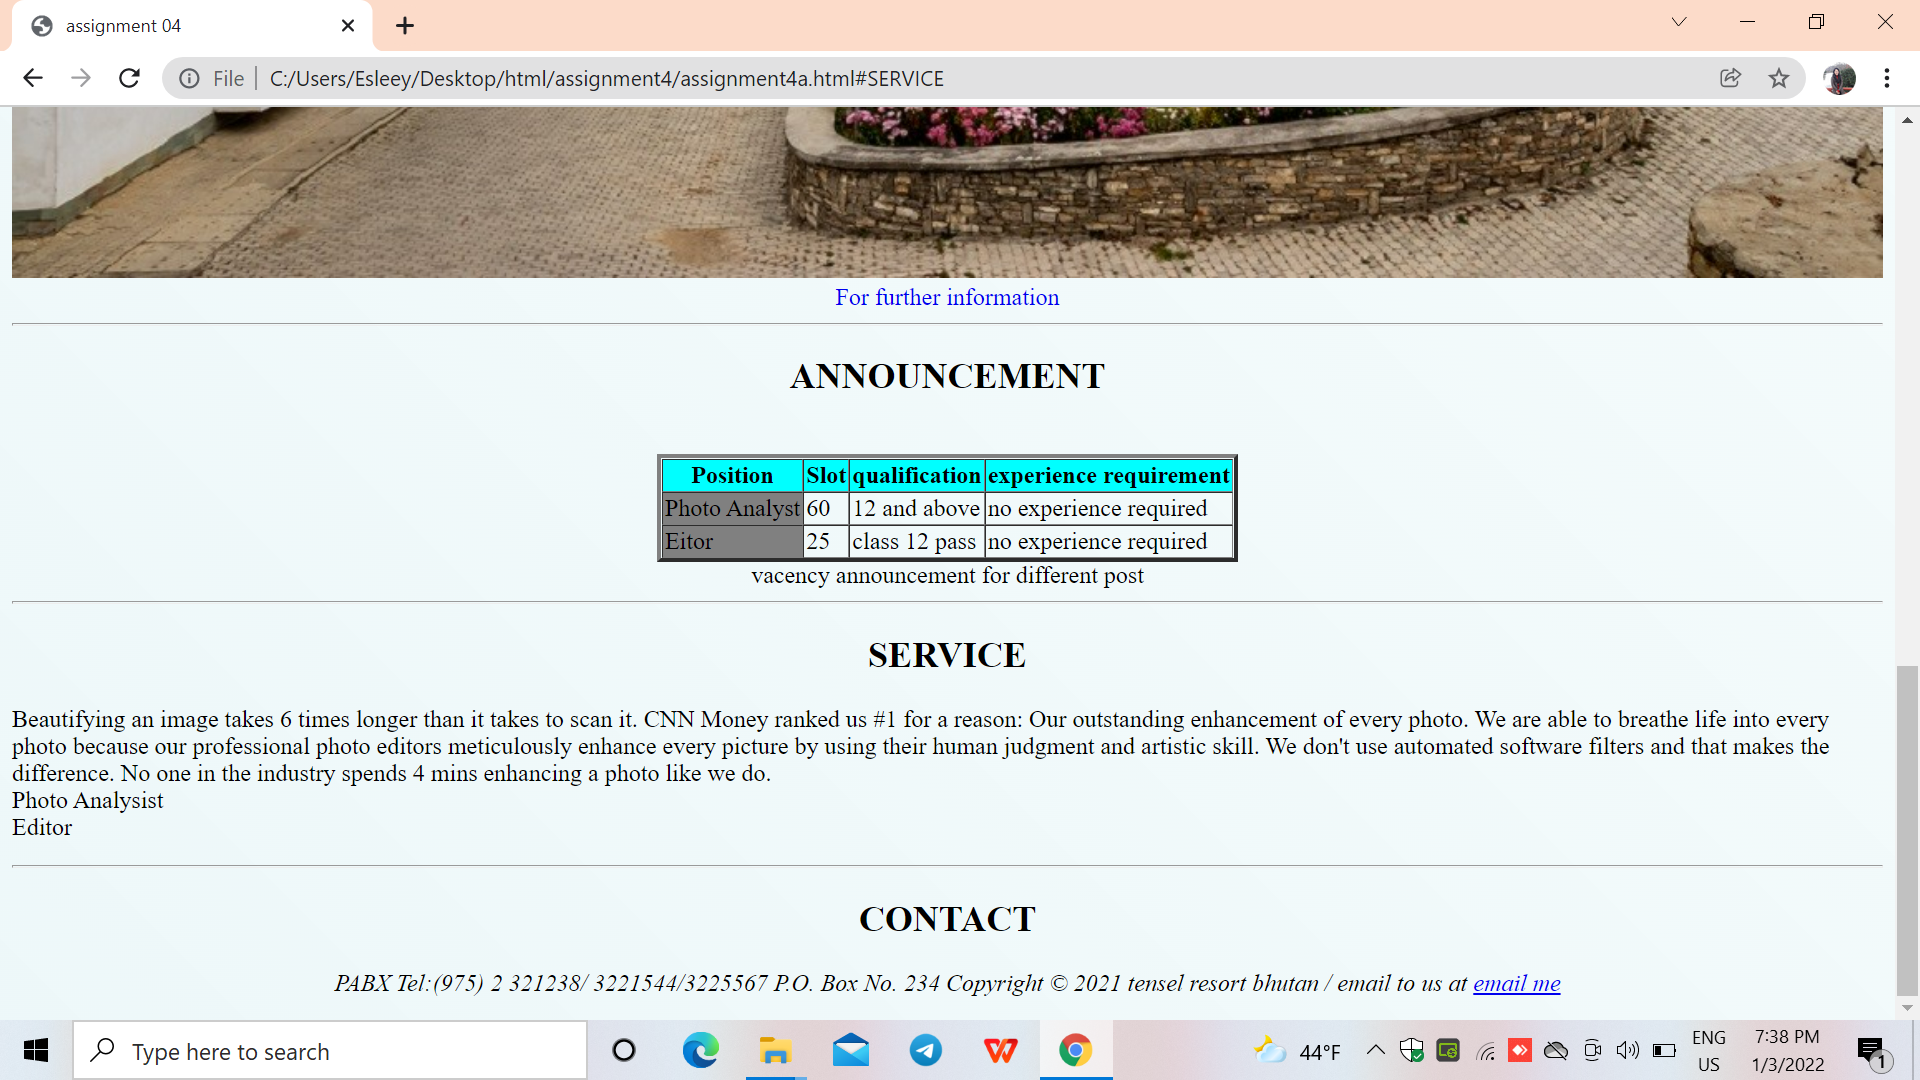 assignment 04
File
C:/Users/Esleey/Desktop/html/assignment4/assignment4a.html#SERVICE
For further information
ANNOUNCEMENT
Position Slot qualification experience requirement
Photo Analyst 60 12 and above no experience required
Eitor 25 class 12 pass no experience required
vacency announcement for different post
SERVICE
Beautifying an image takes 6 times longer than it takes to scan it. CNN Money ranked us #1 for a reason: Our outstanding enhancement of every photo. We are able to breathe life into every
photo because our professional photo editors meticulously enhance every picture by using their human judgment and artistic skill. We don't use automated software filters and that makes the
difference. No one in the industry spends 4 mins enhancing a photo like we do.
Photo Analysist
Editor
CONTACT
PABX Tel:(975) 2 321238/ 3221544/3225567 P.O. Box No. 234 Copyright © 2021 tensel resort bhutan / email to us at email me
Type here to search
44°F
ENG
US
7:38 PM
1/3/2022
1